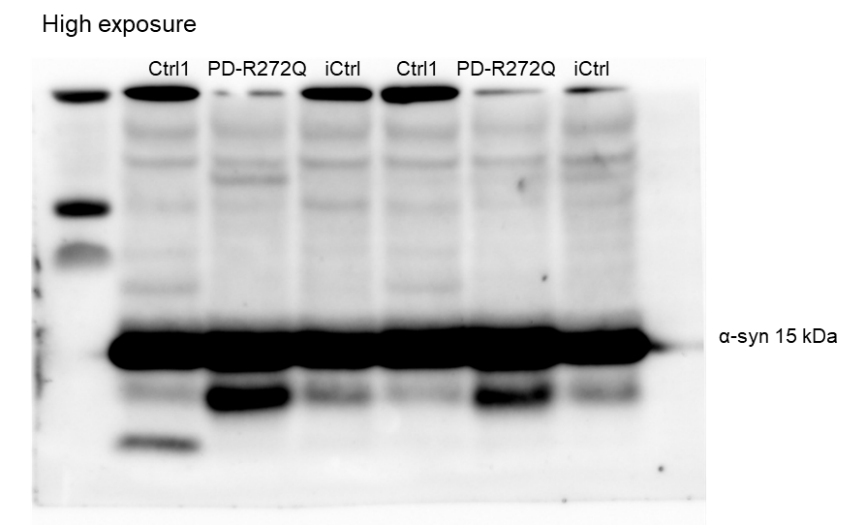 High exposure
Ctrl1 PD-R272Q iCtrl Ctrl1 PD-R272Q iCtrl
α-syn 15 kDa